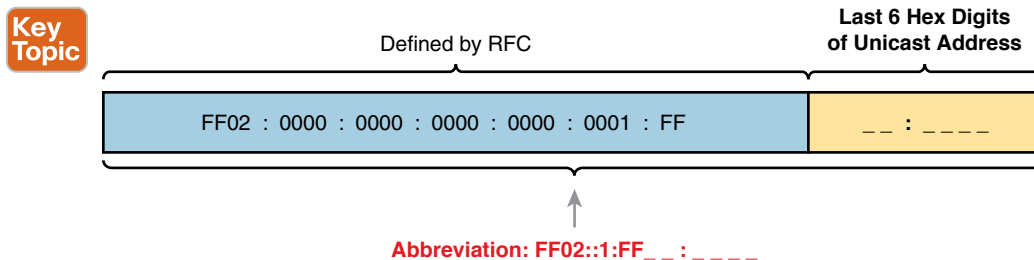 Key
Topic
Defined by RFC
Last 6 Hex Digits
of Unicast Address
FF02 : 0000 : 0000 : 0000 : 0000 : 0001 : FF
_ _ : _ _ _ _
Abbreviation: FF02::1:FF_ _ : _ _ _ _